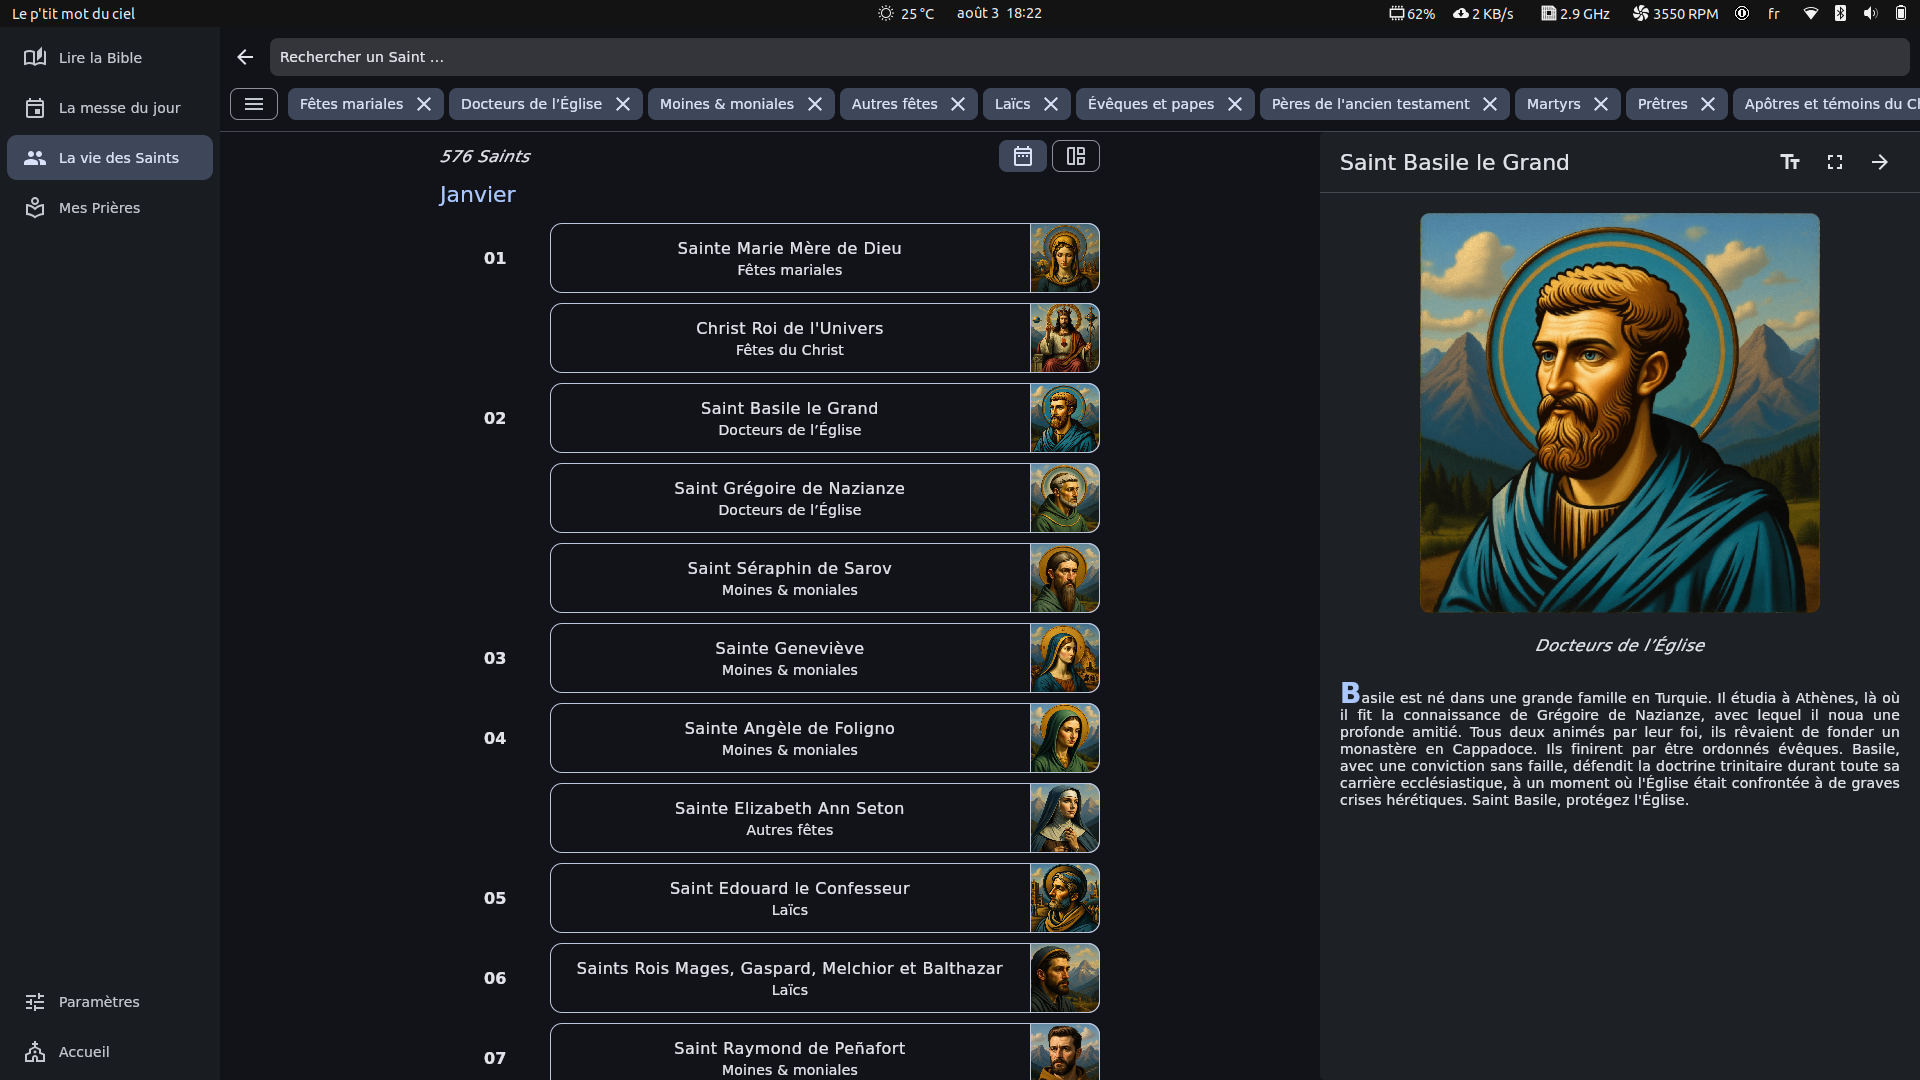 Le p'tit mot du ciel
25 °C août 3 18:22
62% 2 KB/s 2.9 GHz 3550 RPM fr
Lire la Bible
La messe du jour
La vie des Saints
Mes Prières
Paramètres
Accueil
Rechercher un Saint ...
Fêtes mariales Docteurs de l’Église Moines & moniales Autres fêtes Laïcs Évêques et papes Pères de l'ancien testament Martyrs Prêtres Apôtres et témoins du
576 Saints
Janvier
01
Sainte Marie Mère de Dieu
Fêtes mariales
Christ Roi de l'Univers
Fêtes du Christ
02
Saint Basile le Grand
Docteurs de l’Église
Saint Grégoire de Nazianze
Docteurs de l’Église
Saint Séraphin de Sarov
Moines & moniales
03
Sainte Geneviève
Moines & moniales
04
Sainte Angèle de Foligno
Moines & moniales
Sainte Elizabeth Ann Seton
Autres fêtes
05
Saint Edouard le Confesseur
Laïcs
06
Saints Rois Mages, Gaspard, Melchior et Balthazar
Laïcs
07
Saint Raymond de Peñafort
Moines & moniales
Saint Basile le Grand
Docteurs de l’Église
Basile est né dans une grande famille en Turquie. Il étudia à Athènes, là où
il fit la connaissance de Grégoire de Nazianze, avec lequel il noua une
profonde amitié. Tous deux animés par leur foi, ils rêvaient de fonder un
monastère en Cappadoce. Ils finirent par être ordonnés évêques. Basile,
avec une conviction sans faille, défendit la doctrine trinitaire durant toute sa
carrière ecclésiastique, à un moment où l'Église était confrontée à de graves
crises hérétiques. Saint Basile, protégez l'Église.